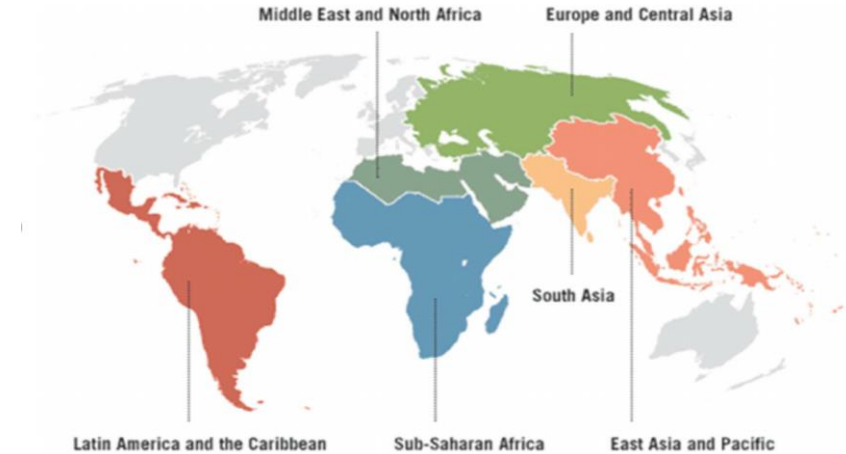 Middle East and North Africa
Europe and Central Asia
South Asia
Latin America and the Caribbean
Sub-Saharan Africa
East Asia and Pacific